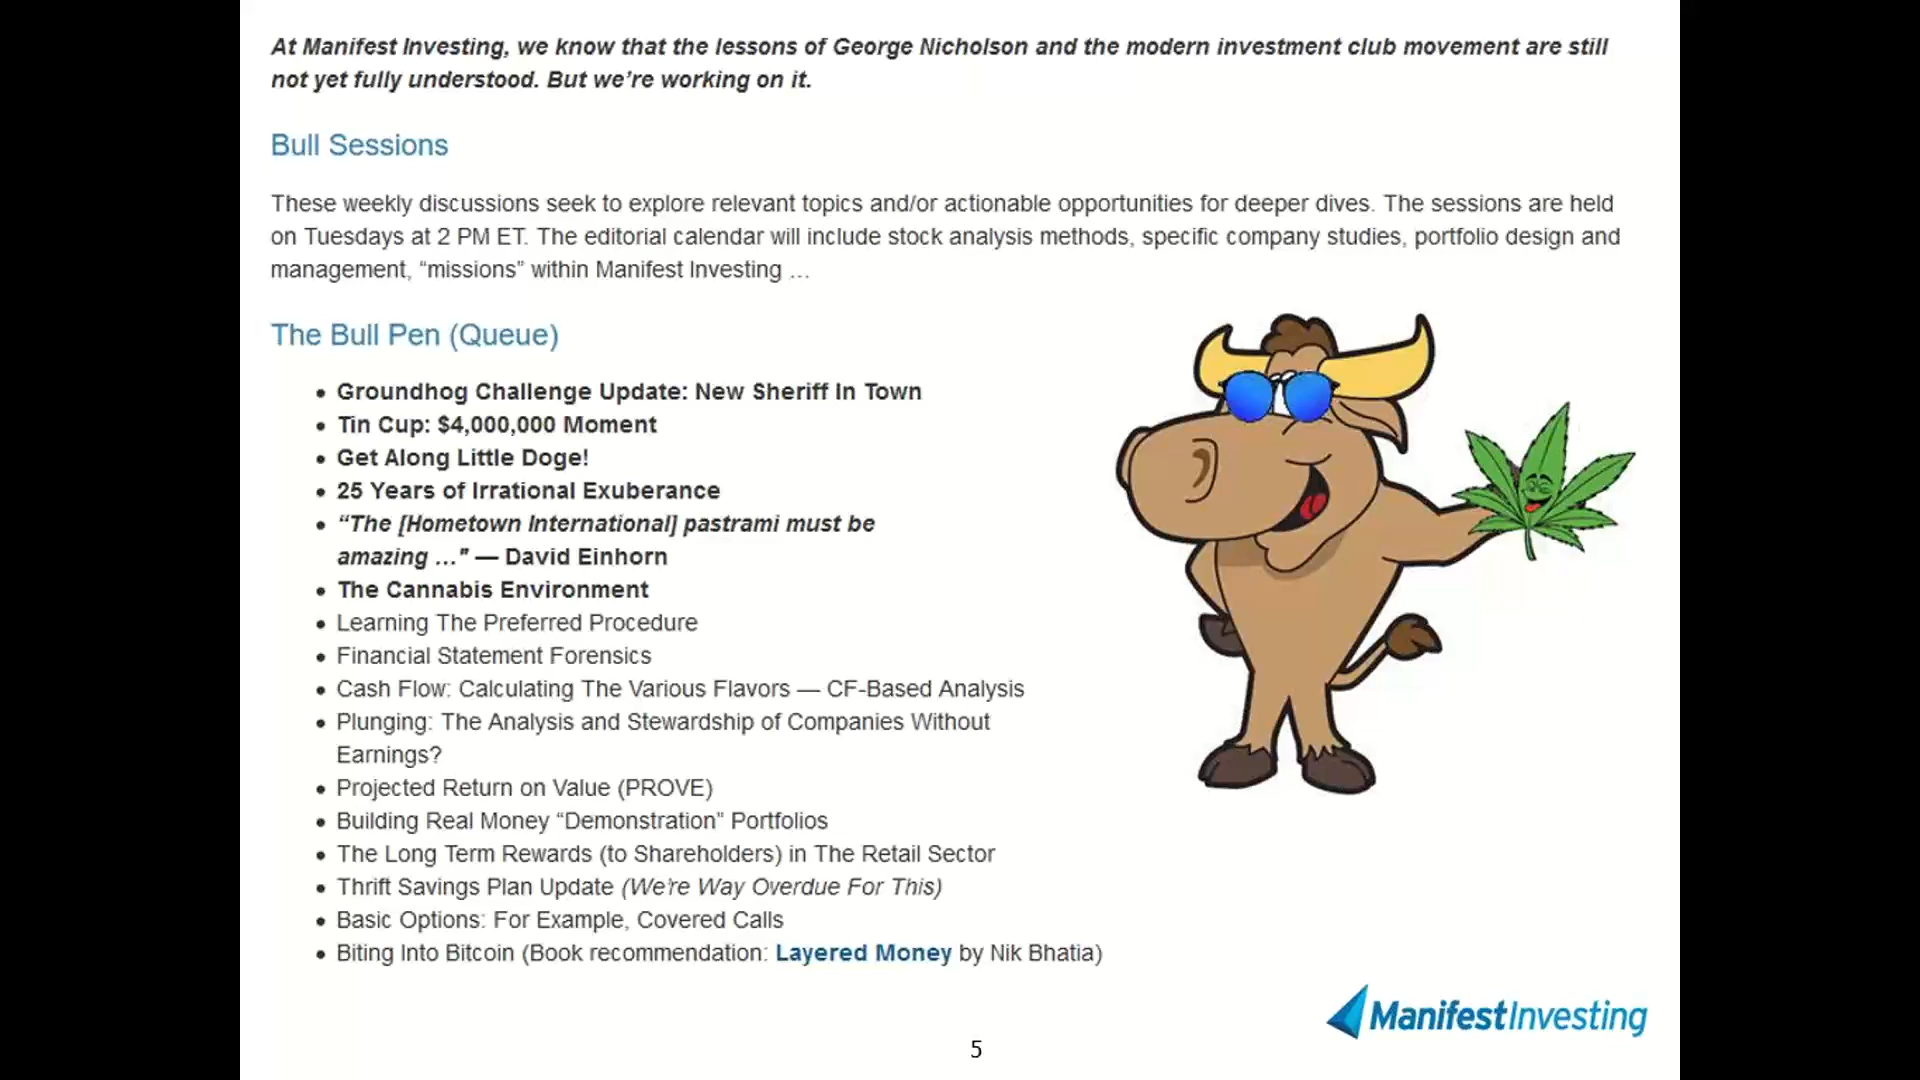 At Manifest Investing, we know that the lessons of George Nicholson and the modern investment club movement are still
not yet fully understood. But we’re working on it.
Bull Sessions
These weekly discussions seek to explore relevant topics and/or actionable opportunities for deeper dives. The sessions are held
on Tuesdays at 2 PM ET. The editorial calendar will include stock analysis methods, specific company studies, portfolio design and
management, “missions” within Manifest Investing …
The Bull Pen (Queue)
• Groundhog Challenge Update: New Sheriff In Town
• Tin Cup: $4,000,000 Moment
• Get Along Little Doge!
• 25 Years of Irrational Exuberance
• “The [Hometown International] pastrami must be
amazing …" — David Einhorn
• The Cannabis Environment
• Learning The Preferred Procedure
• Financial Statement Forensics
• Cash Flow: Calculating The Various Flavors — CF-Based Analysis
• Plunging: The Analysis and Stewardship of Companies Without
Earnings?
• Projected Return on Value (PROVE)
• Building Real Money “Demonstration” Portfolios
• The Long Term Rewards (to Shareholders) in The Retail Sector
• Thrift Savings Plan Update (We’re Way Overdue For This)
• Basic Options: For Example, Covered Calls
• Biting Into Bitcoin (Book recommendation: Layered Money by Nik Bhatia)
ManifestInvesting
5